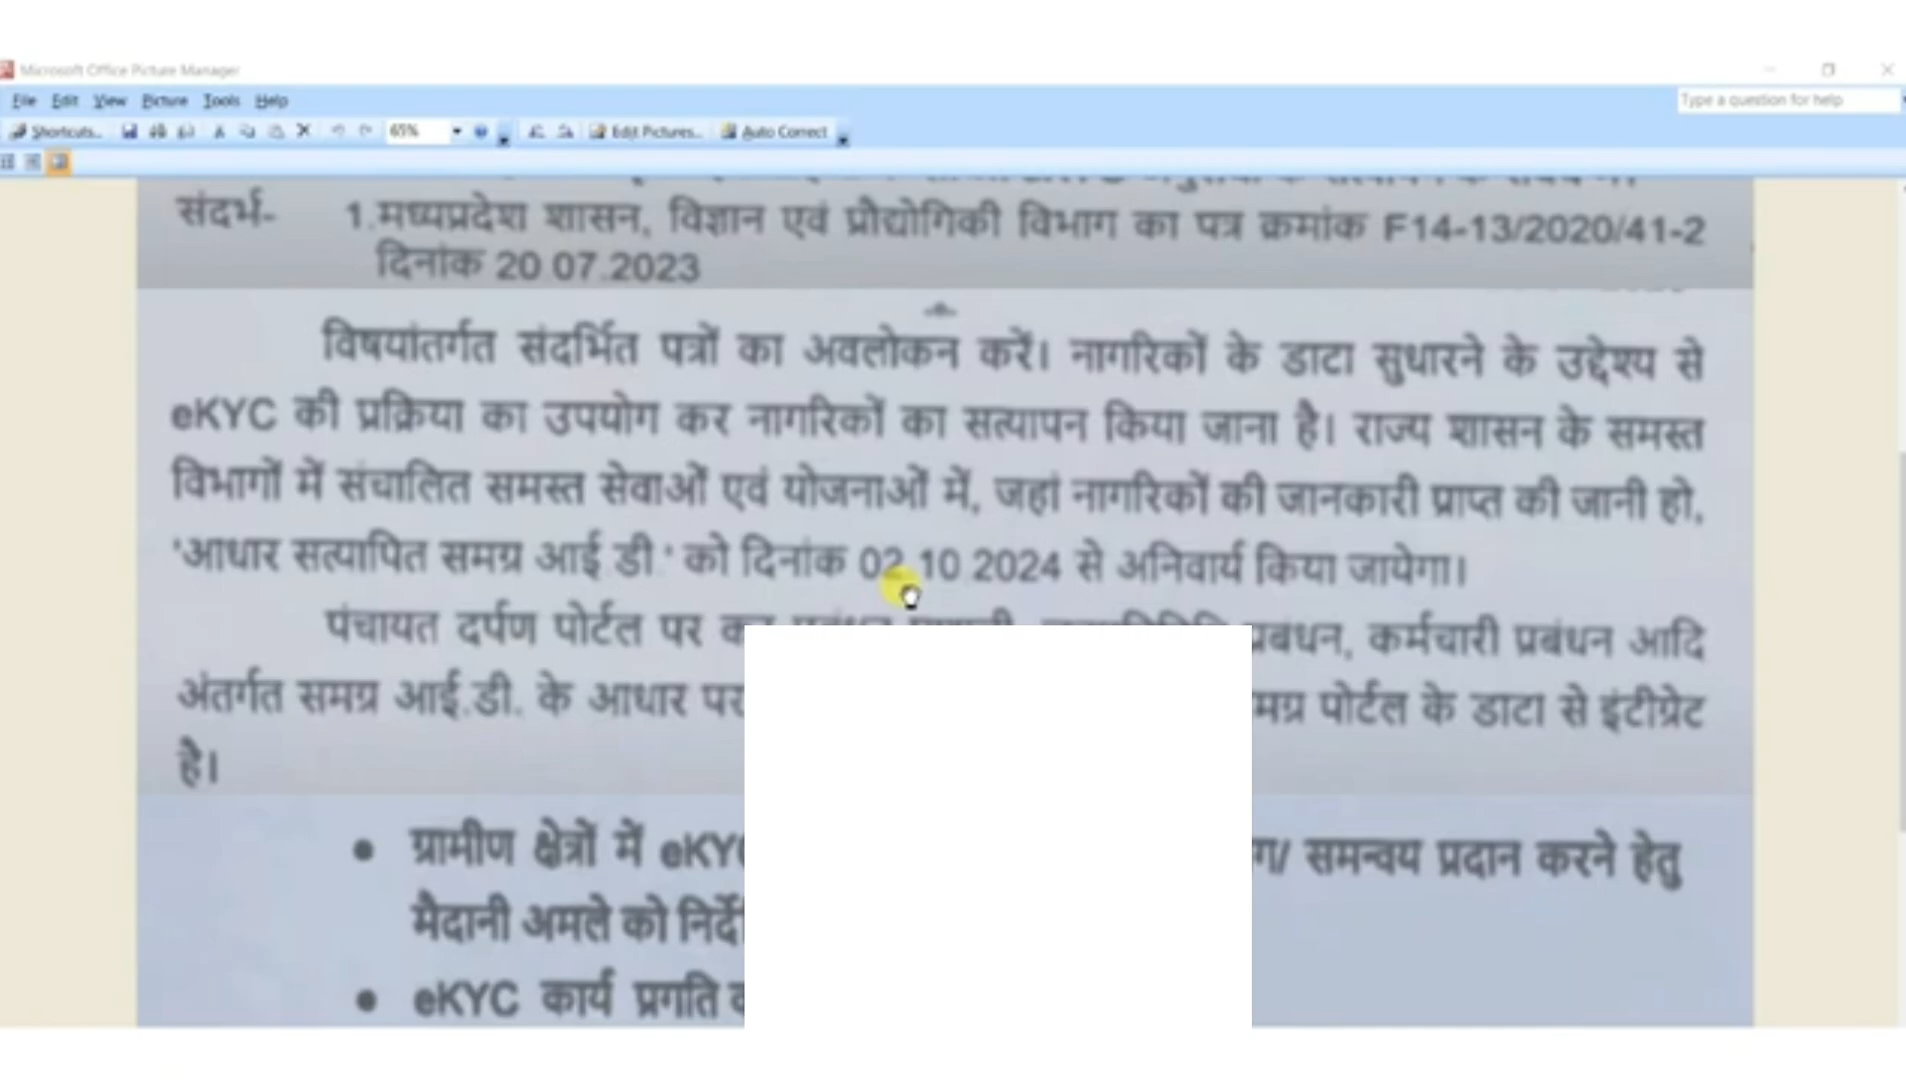 Microsoft Office Picture Manager
File Edit View Picture Tools Help
Type a question for help
Shortcuts... 65% Edit Pictures... Auto Correct
संदर्भ- 1.मध्यप्रदेश शासन, विज्ञान एवं प्रौद्योगिकी विभाग का पत्र क्रमांक F14-13/2020/41-2
दिनांक 20.07.2023
विषयांतर्गत संदर्भित पत्रों का अवलोकन करें। नागरिकों के डाटा सुधारने के उद्देश्य से
eKYC की प्रक्रिया का उपयोग कर नागरिकों का सत्यापन किया जाना है। राज्य शासन के समस्त
विभागों में संचालित समस्त सेवाओं एवं योजनाओं में, जहां नागरिकों की जानकारी प्राप्त की जानी हो,
'आधार सत्यापित समग्र आई.डी.' को दिनांक 02.10.2024 से अनिवार्य किया जायेगा।
पंचायत दर्पण पोर्टल पर प्रबंधन, कर्मचारी प्रबंधन आदि
अंतर्गत समग्र आई.डी. के आधार पर पोर्टल के डाटा से इंटीग्रेट
है।
• ग्रामीण क्षेत्रों में समन्वय प्रदान करने हेतु
मैदानी अमले को
• eKYC कार्य प्रगति